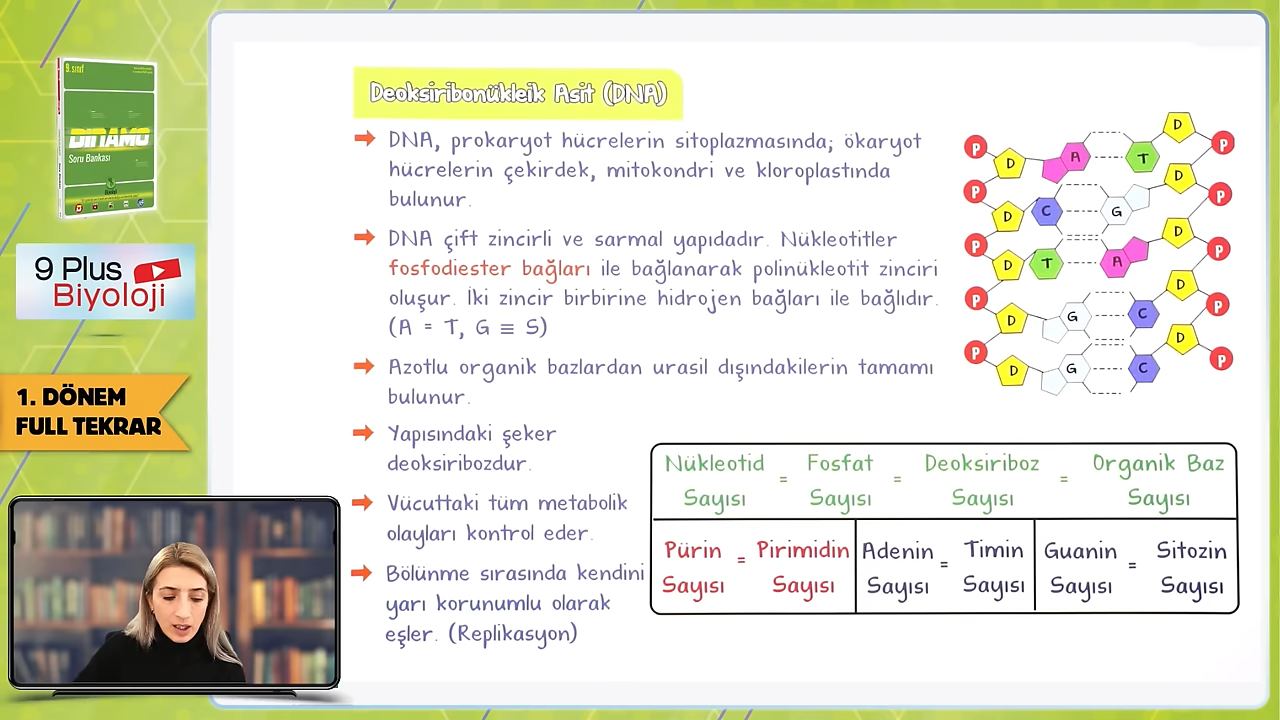 9. sınıf
DİNAMO
Soru Bankası
Biyoloji
9 Plus
Biyoloji
1. DÖNEM
FULL TEKRAR
Deoksiribonükleik Asit (DNA)
DNA, prokaryot hücrelerin sitoplazmasında; ökaryot
hücrelerin çekirdek, mitokondri ve kloroplastında
bulunur.
DNA çift zincirli ve sarmal yapıdadır. Nükleotitler
fosfodiester bağları ile bağlanarak polinükleotit zinciri
oluşur. İki zincir birbirine hidrojen bağları ile bağlıdır.
(A = T, G ≡ S)
Azotlu organik bazlardan urasil dışındakilerin tamamı
bulunur.
Yapısındaki şeker
deoksiribozdur.
Vücuttaki tüm metabolik
olayları kontrol eder.
Bölünme sırasında kendini
yarı korunumlu olarak
eşler. (Replikasyon)
P D A T D P
P D C G D P
P D T A D P
P D G C D P
P D G C D P
Nükleotid = Fosfat = Deoksiriboz = Organik Baz
Sayısı Sayısı Sayısı Sayısı
Pürin = Pirimidin Adenin = Timin Guanin = Sitozin
Sayısı Sayısı Sayısı Sayısı Sayısı Sayısı